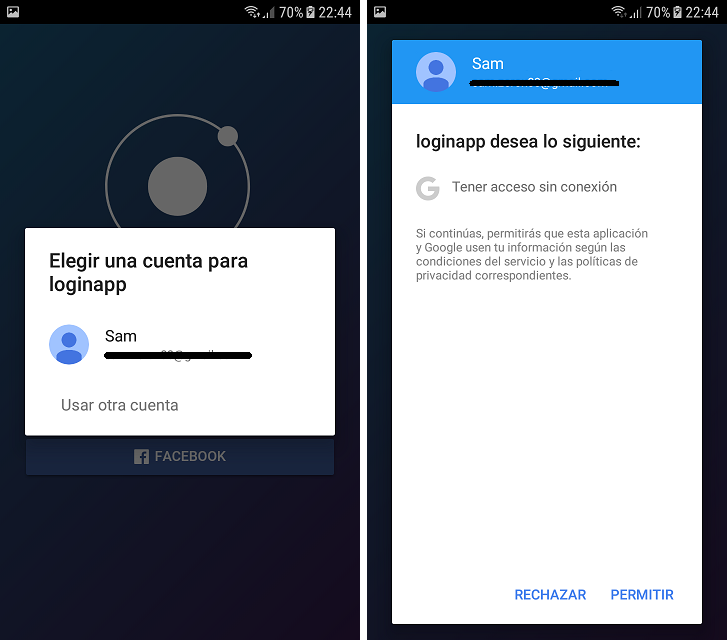 70% 22:44
Elegir una cuenta para
loginapp
Sam
Usar otra cuenta
FACEBOOK
70% 22:44
Sam
loginapp desea lo siguiente:
G Tener acceso sin conexión
Si continúas, permitirás que esta aplicación
y Google usen tu información según las
condiciones del servicio y las políticas de
privacidad correspondientes.
RECHAZAR PERMITIR